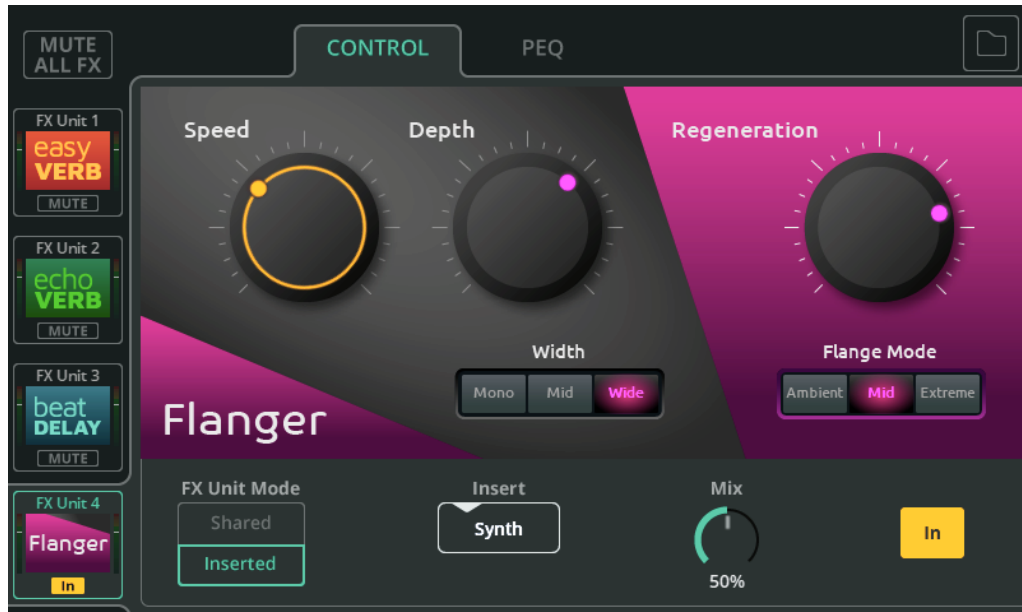 MUTE
ALL FX
CONTROL
PEQ
FX Unit 1
easy
VERB
MUTE
FX Unit 2
echo
VERB
MUTE
FX Unit 3
beat
DELAY
MUTE
FX Unit 4
Flanger
In
Speed
Depth
Regeneration
Width
Mono Mid Wide
Flange Mode
Ambient Mid Extreme
Flanger
FX Unit Mode
Shared
Inserted
Insert
Synth
Mix
50%
In